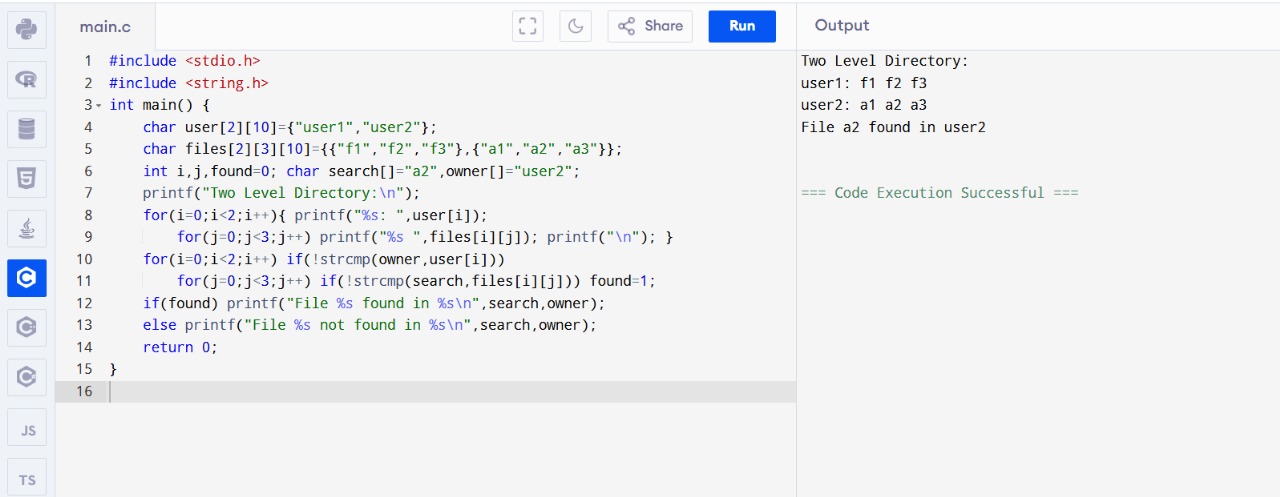 main.c
Share
Run
Output
1 #include <stdio.h>
2 #include <string.h>
3 int main() {
4     char user[2][10]={"user1","user2"};
5     char files[2][3][10]={{"f1","f2","f3"},{"a1","a2","a3"}};
6     int i,j,found=0; char search[]="a2",owner[]="user2";
7     printf("Two Level Directory:\n");
8     for(i=0;i<2;i++){ printf("%s: ",user[i]);
9         for(j=0;j<3;j++) printf("%s ",files[i][j]); printf("\n"); }
10     for(i=0;i<2;i++) if(!strcmp(owner,user[i]))
11         for(j=0;j<3;j++) if(!strcmp(search,files[i][j])) found=1;
12     if(found) printf("File %s found in %s\n",search,owner);
13     else printf("File %s not found in %s\n",search,owner);
14     return 0;
15 }
16
Two Level Directory:
user1: f1 f2 f3
user2: a1 a2 a3
File a2 found in user2
=== Code Execution Successful ===
R
5
C
C
C
JS
TS